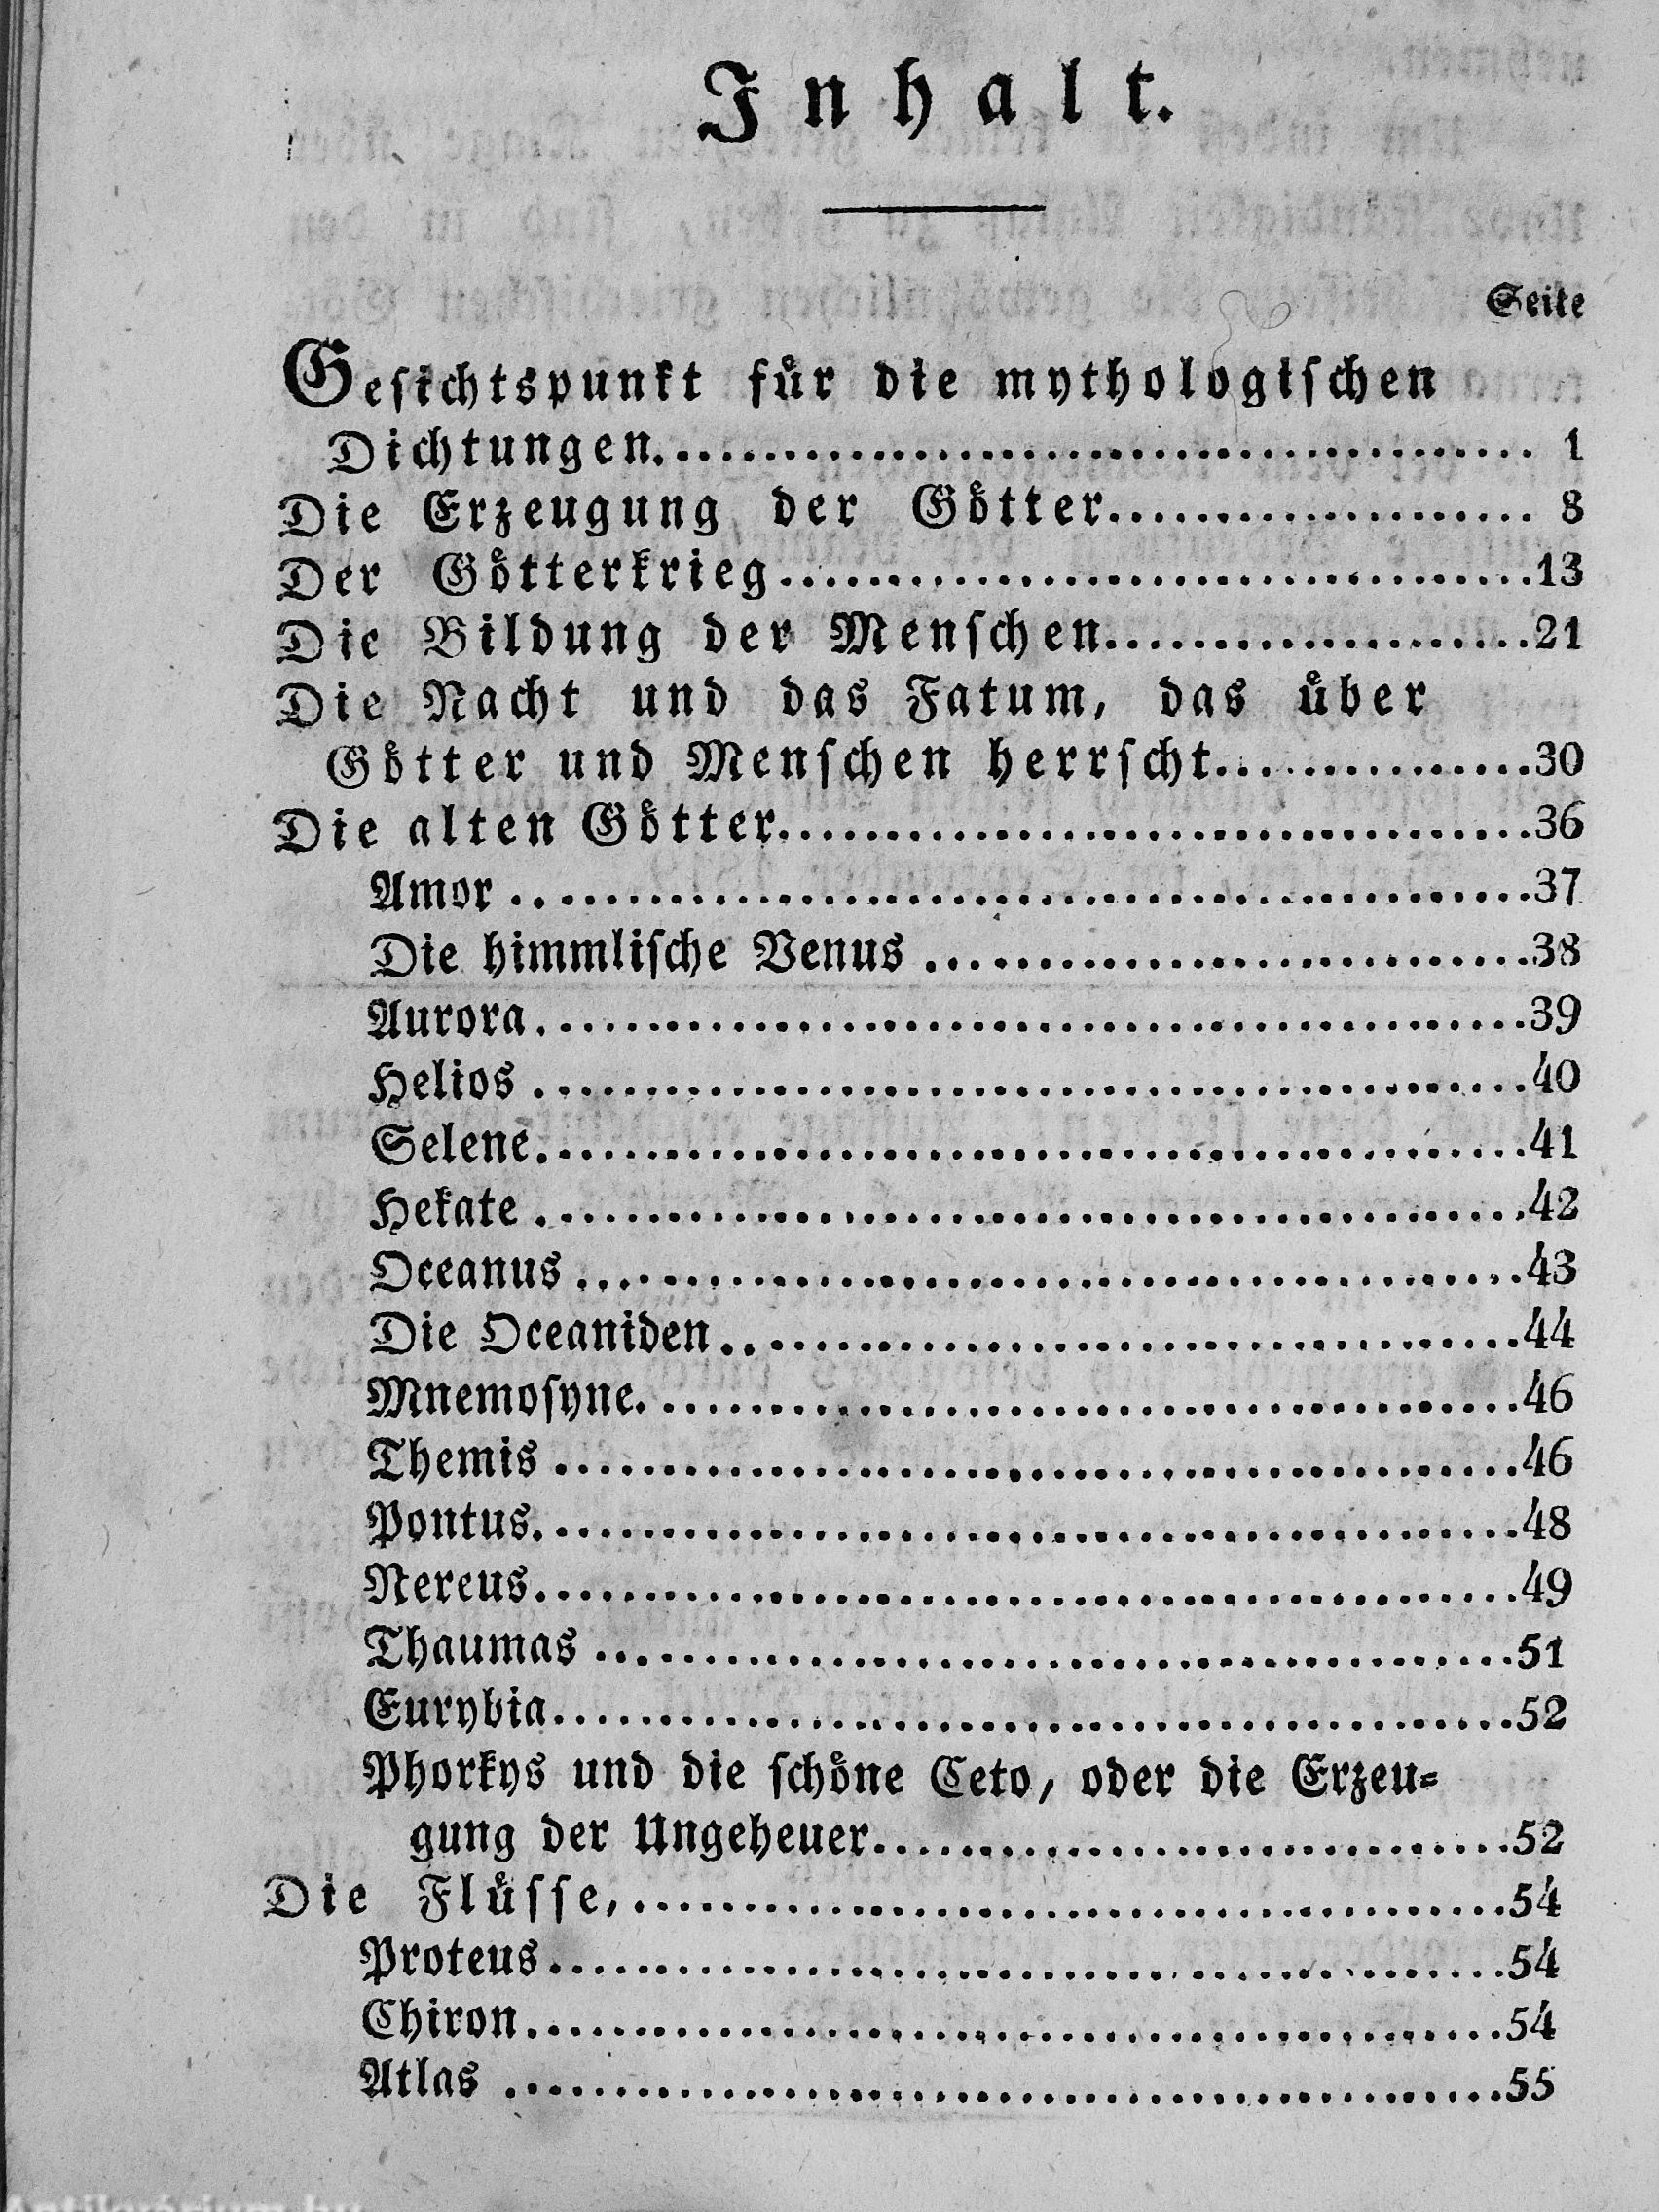 Inhalt.
Seite
Gesichtspunkt für die mythologischen
Dichtungen. 1
Die Erzeugung der Götter. 8
Der Götterkrieg 13
Die Bildung der Menschen. 21
Die Nacht und das Fatum, das über
Götter und Menschen herrscht. 30
Die alten Götter. 36
Amor 37
Die himmlische Venus 38
Aurora. 39
Helios 40
Selene. 41
Hekate 42
Oceanus 43
Die Oceaniden 44
Mnemosyne. 46
Themis 46
Pontus. 48
Nereus. 49
Thaumas 51
Eurybia. 52
Phorkys und die schöne Ceto, oder die Erzeu-
gung der Ungeheuer. 52
Die Flüsse, 54
Proteus 54
Chiron 54
Atlas 55